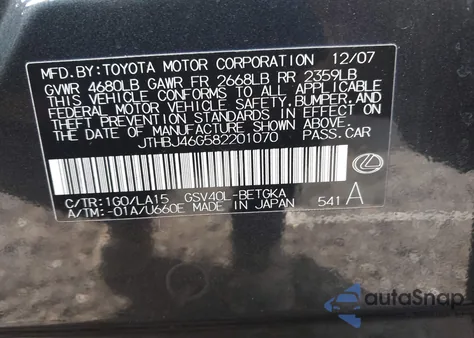 MFD.BY:TOYOTA MOTOR CORPORATION 12/07
GVWR 4680LB GAWR FR 2668LB RR 2359LB
THIS VEHICLE CONFORMS TO ALL APPLICABLE
FEDERAL MOTOR VEHICLE SAFETY, BUMPER, AND
THEFT PREVENTION STANDARDS IN EFFECT ON
THE DATE OF MANUFACTURE SHOWN ABOVE.
JTHBJ46G582201070 PASS.CAR
C/TR:1G0/LA15 GSV40L-BETGKA
A/TM:-01A/U660E MADE IN JAPAN 541 A
autoSnap